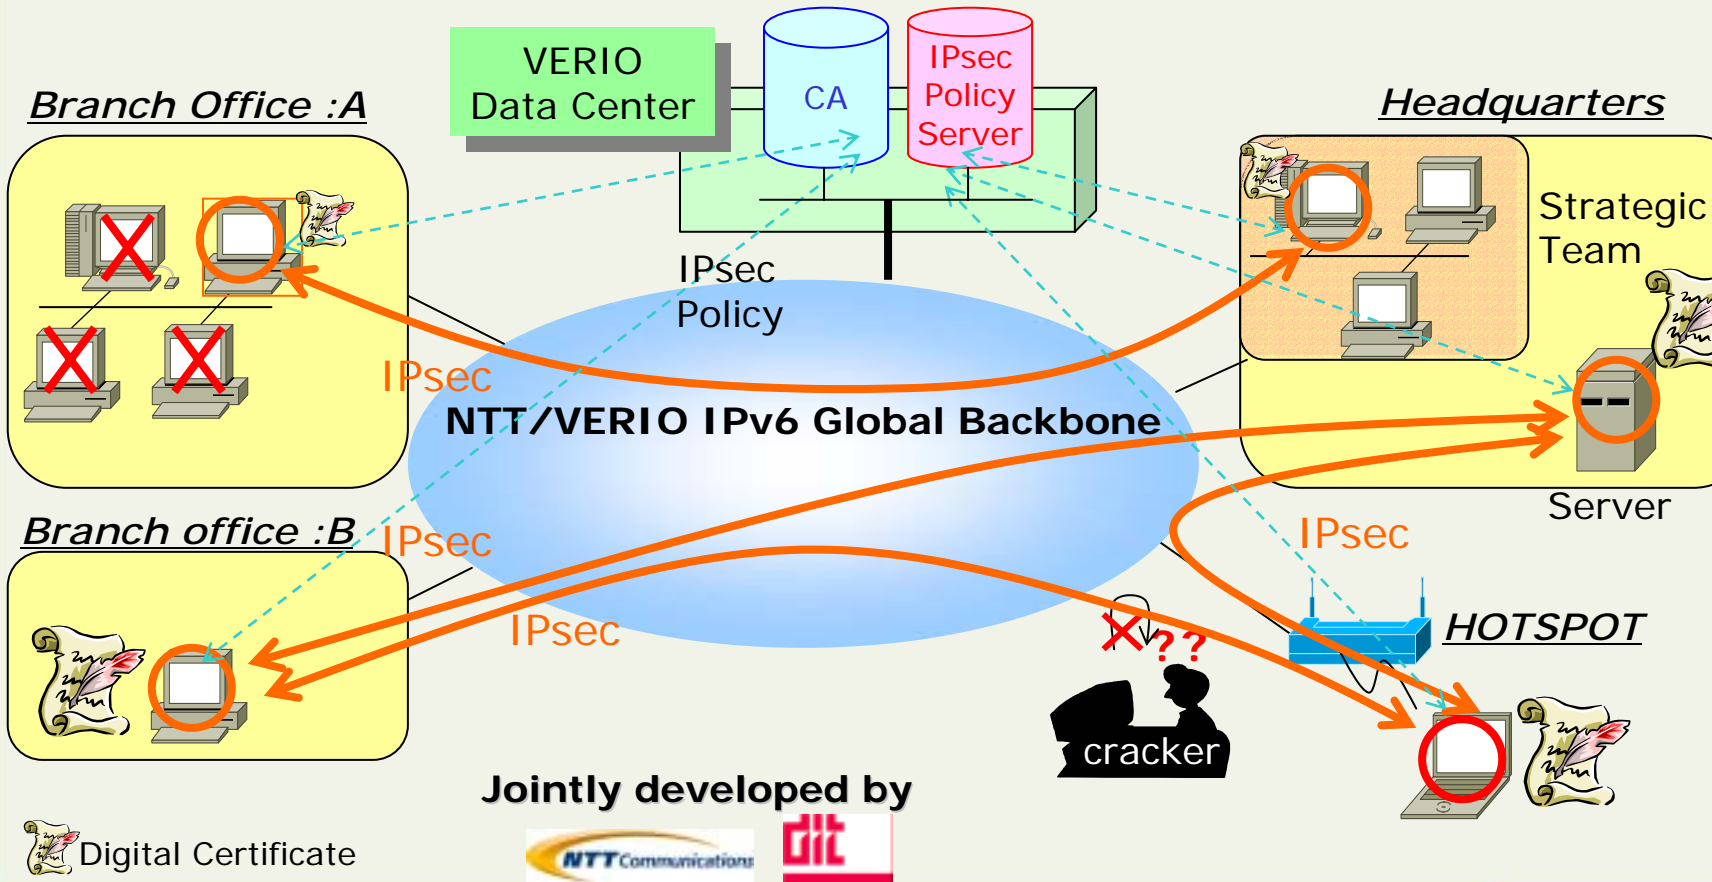 VERIO
Data Center
CA
IPsec
Policy
Server
Branch Office :A
Headquarters
Strategic
Team
IPsec
Policy
IPsec
NTT/VERIO IPv6 Global Backbone
Server
Branch office :B
IPsec
IPsec
IPsec
HOTSPOT
??
cracker
Jointly developed by
Digital Certificate
NTT Communications
dit